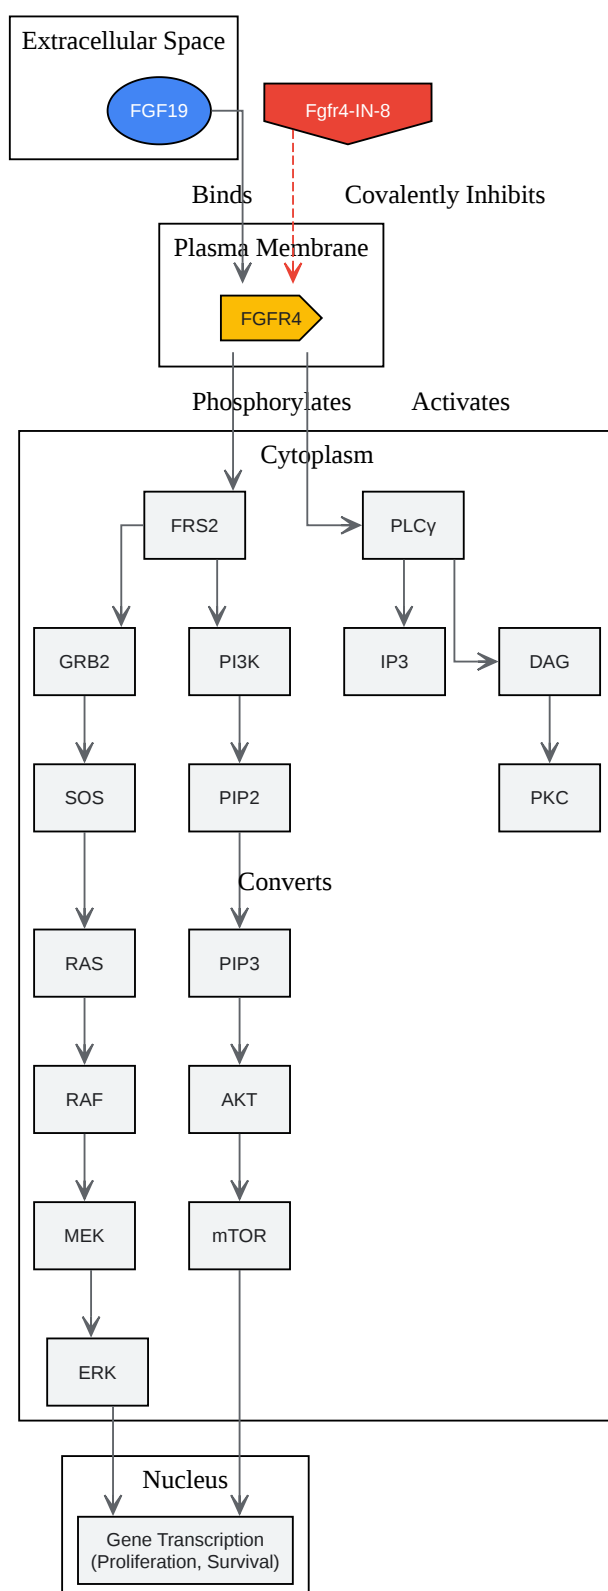 Extracellular Space
FGF19
Fgfr4-IN-8
Binds
Covalently Inhibits
Plasma Membrane
FGFR4
Phosphorylates
Activates
Cytoplasm
FRS2
PLCγ
GRB2
PI3K
IP3
DAG
SOS
PIP2
PKC
Converts
RAS
PIP3
RAF
AKT
MEK
mTOR
ERK
Nucleus
Gene Transcription
(Proliferation, Survival)